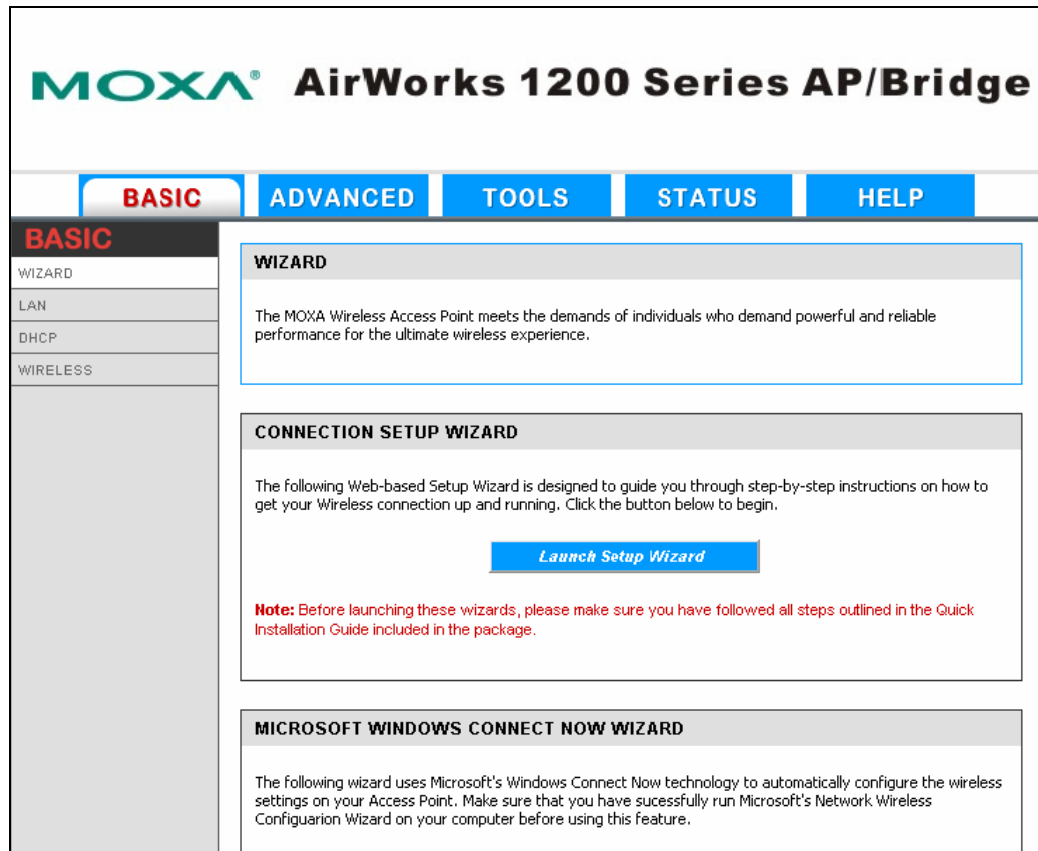 MOXA® AirWorks 1200 Series AP/Bridge
BASIC ADVANCED TOOLS STATUS HELP
BASIC
WIZARD
LAN
DHCP
WIRELESS
WIZARD
The MOXA Wireless Access Point meets the demands of individuals who demand powerful and reliable
performance for the ultimate wireless experience.
CONNECTION SETUP WIZARD
The following Web-based Setup Wizard is designed to guide you through step-by-step instructions on how to
get your Wireless connection up and running. Click the button below to begin.
Launch Setup Wizard
Note: Before launching these wizards, please make sure you have followed all steps outlined in the Quick
Installation Guide included in the package.
MICROSOFT WINDOWS CONNECT NOW WIZARD
The following wizard uses Microsoft's Windows Connect Now technology to automatically configure the wireless
settings on your Access Point. Make sure that you have sucessfully run Microsoft's Network Wireless
Configuarion Wizard on your computer before using this feature.